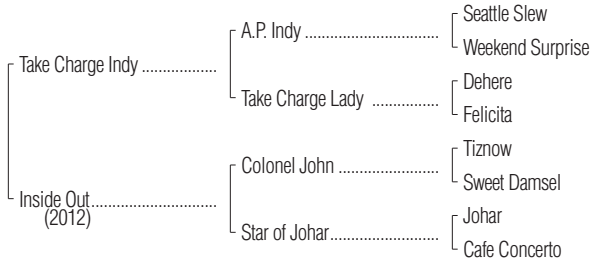 Seattle Slew
A.P. Indy ..............................
Weekend Surprise
Take Charge Indy .................
Dehere
Take Charge Lady ...............
Felicita
Tiznow
Colonel John ......................
Sweet Damsel
Inside Out............................
(2012)
Johar
Star of Johar........................
Cafe Concerto